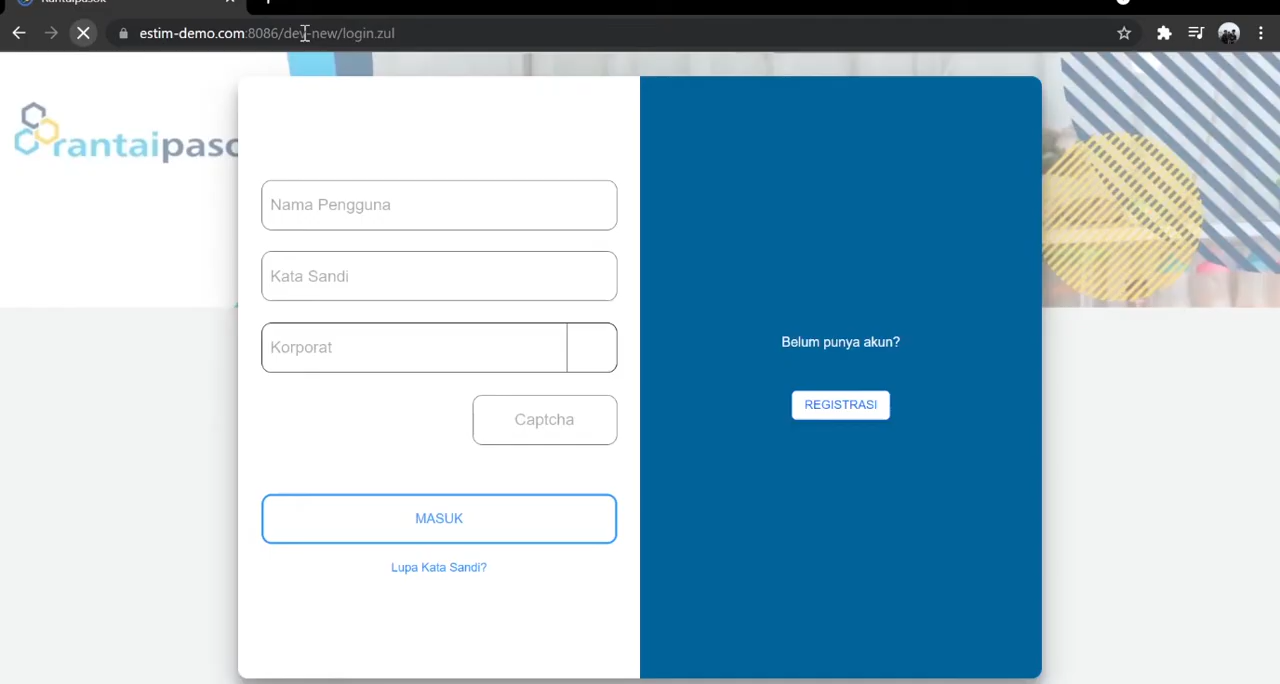 Rantaipasok
estim-demo.com:8086/dev-new/login.zul
rantaipaso
Nama Pengguna
Kata Sandi
Korporat
Captcha
MASUK
Lupa Kata Sandi?
Belum punya akun?
REGISTRASI